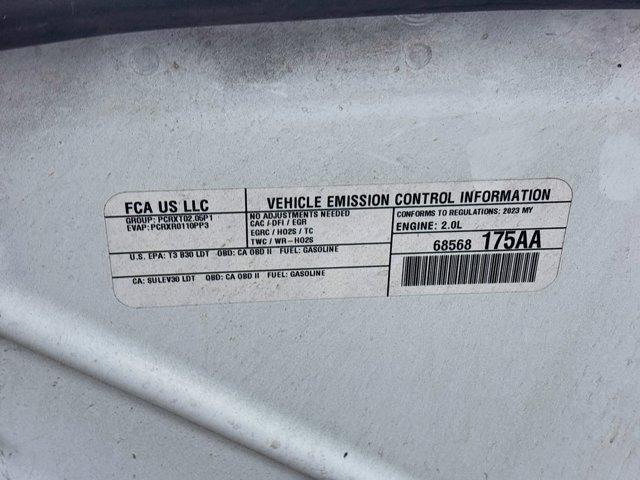 FCA US LLC
GROUP: PCRXT02.05P1
EVAP: PCRXR0110PP3
VEHICLE EMISSION CONTROL INFORMATION
NO ADJUSTMENTS NEEDED
CAC /-DFI / EGR
EGRC / HO2S / TC
TWC / WR-HO2S
CONFORMS TO REGULATIONS: 2023 MY
ENGINE: 2.0L
68568 175AA
U.S. EPA: T3 B30 LDT OBD: CA OBD II FUEL: GASOLINE
CA: SULEV30 LDT OBD: CA OBD II FUEL: GASOLINE